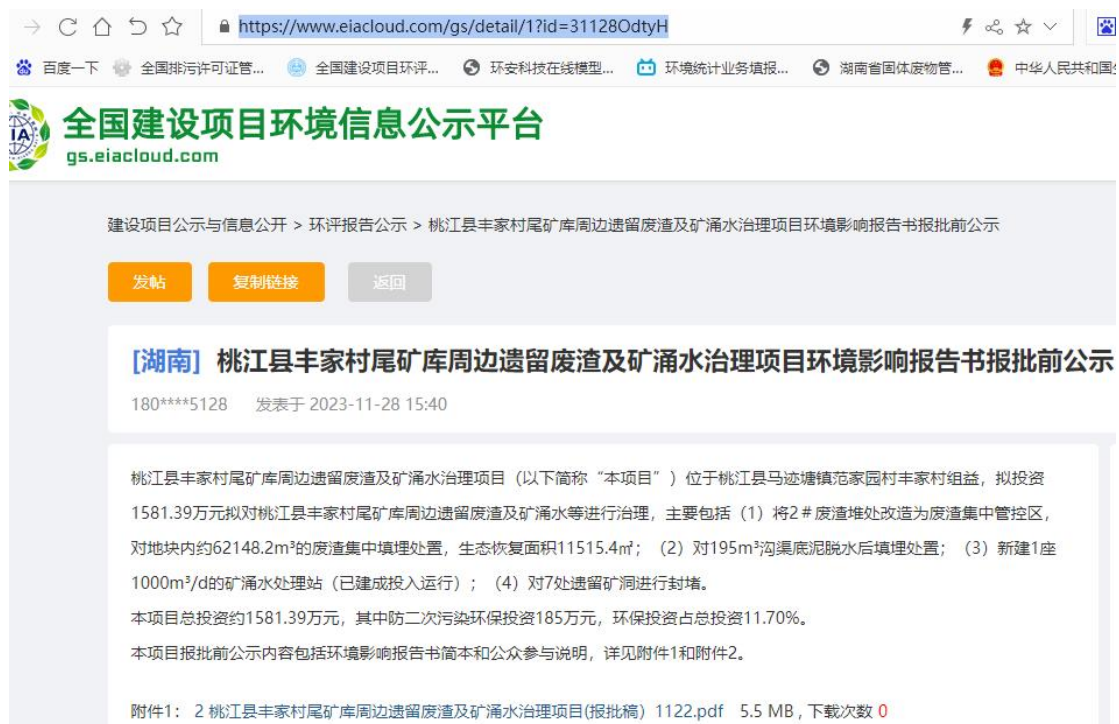 https://www.eiacloud.com/gs/detail/1?id=31128OdtyH
百度一下 全国排污许可证管... 全国建设项目环评... 环安科技在线模型... 环境统计业务填报... 湖南省固体废物管... 中华人民共和国
全国建设项目环境信息公示平台
gs.eiacloud.com
建设项目公示与信息公开 > 环评报告公示 > 桃江县丰家村尾矿库周边遗留废渣及矿涌水治理项目环境影响报告书报批前公示
发帖 复制链接 返回
[湖南] 桃江县丰家村尾矿库周边遗留废渣及矿涌水治理项目环境影响报告书报批前公示
180****5128 发表于 2023-11-28 15:40
桃江县丰家村尾矿库周边遗留废渣及矿涌水治理项目（以下简称“本项目”）位于桃江县马迹塘镇范家园村丰家村组益，拟投资
1581.39万元拟对桃江县丰家村尾矿库周边遗留废渣及矿涌水等进行治理，主要包括（1）将2＃废渣堆处改造为废渣集中管控区，
对地块内约62148.2m³的废渣集中填埋处置，生态恢复面积11515.4㎡；（2）对195m³沟渠底泥脱水后填埋处置；（3）新建1座
1000m³/d的矿涌水处理站（已建成投入运行）；（4）对7处遗留矿洞进行封堵。
本项目总投资约1581.39万元，其中防二次污染环保投资185万元，环保投资占总投资11.70%。
本项目报批前公示内容包括环境影响报告书简本和公众参与说明，详见附件1和附件2。
附件1： 2 桃江县丰家村尾矿库周边遗留废渣及矿涌水治理项目(报批稿) 1122.pdf 5.5 MB , 下载次数 0